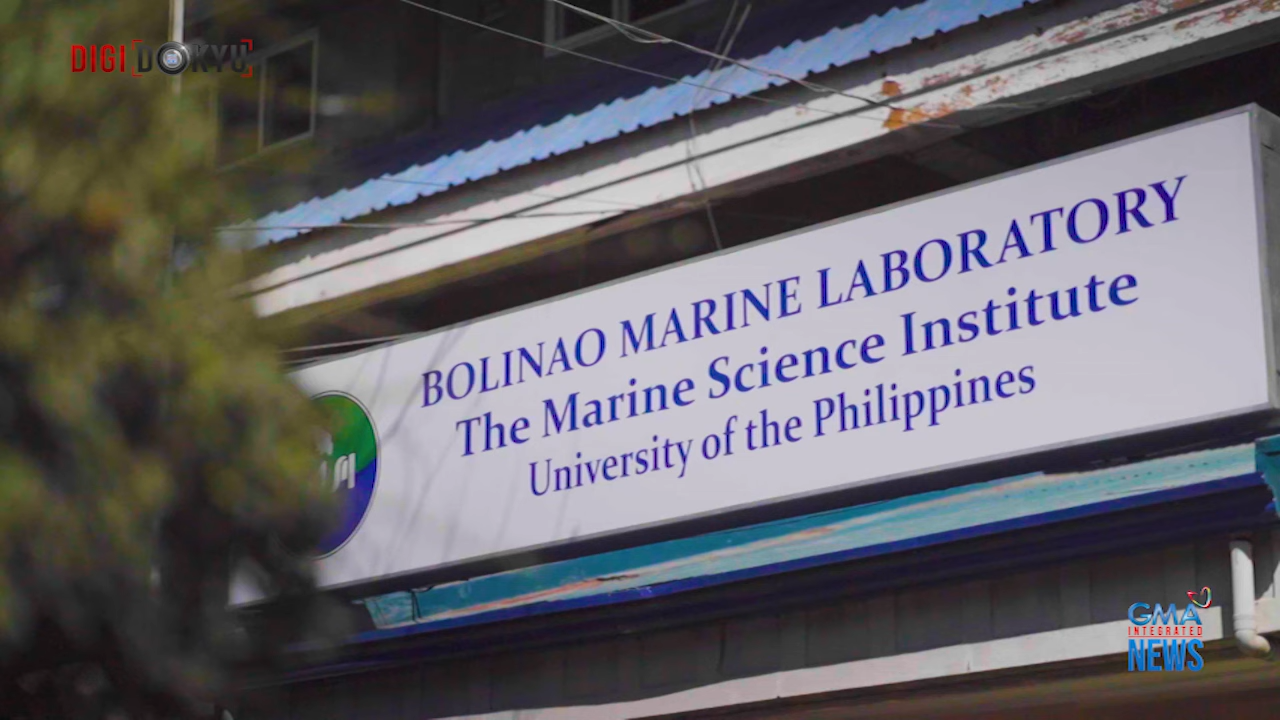 DIGI DOKYU
BOLINAO MARINE LABORATORY
The Marine Science Institute
University of the Philippines
GMA
INTEGRATED
NEWS